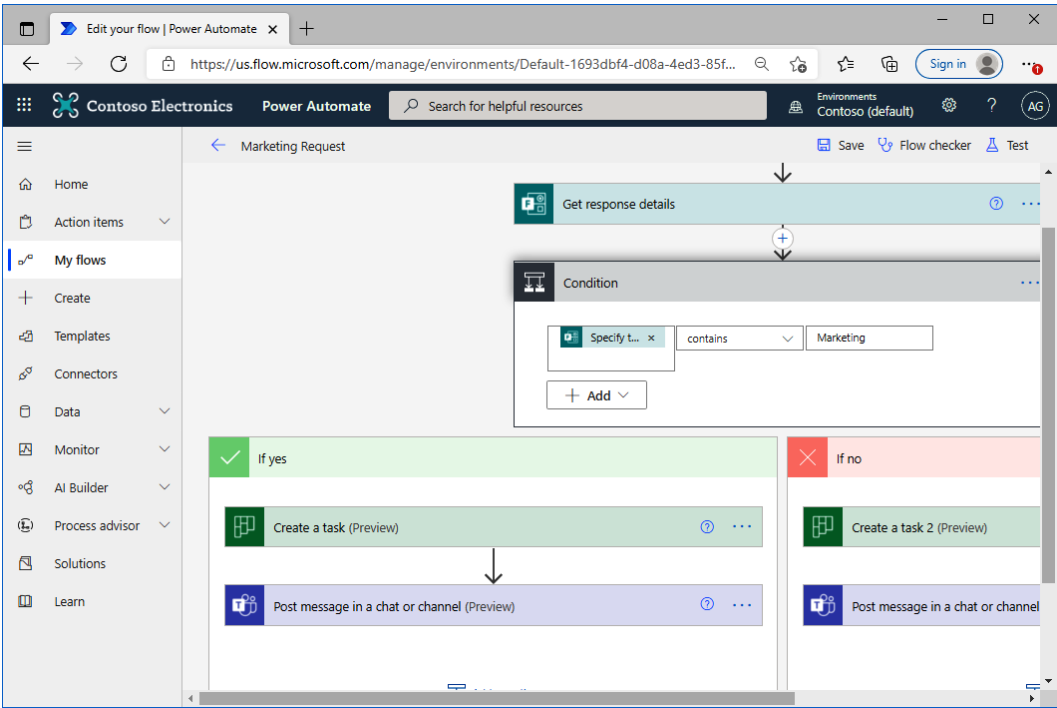 Edit your flow | Power Automate
https://us.flow.microsoft.com/manage/environments/Default-1693dbf4-d08a-4ed3-85f...
Sign in
Contoso Electronics
Power Automate
Search for helpful resources
Environments
Contoso (default)
?
AG
Marketing Request
Save
Flow checker
Test
Home
Action items
My flows
Create
Templates
Connectors
Data
Monitor
AI Builder
Process advisor
Solutions
Learn
Get response details
Condition
Specify t...
contains
Marketing
Add
If yes
If no
Create a task (Preview)
Create a task 2 (Preview)
Post message in a chat or channel (Preview)
Post message in a chat or channel